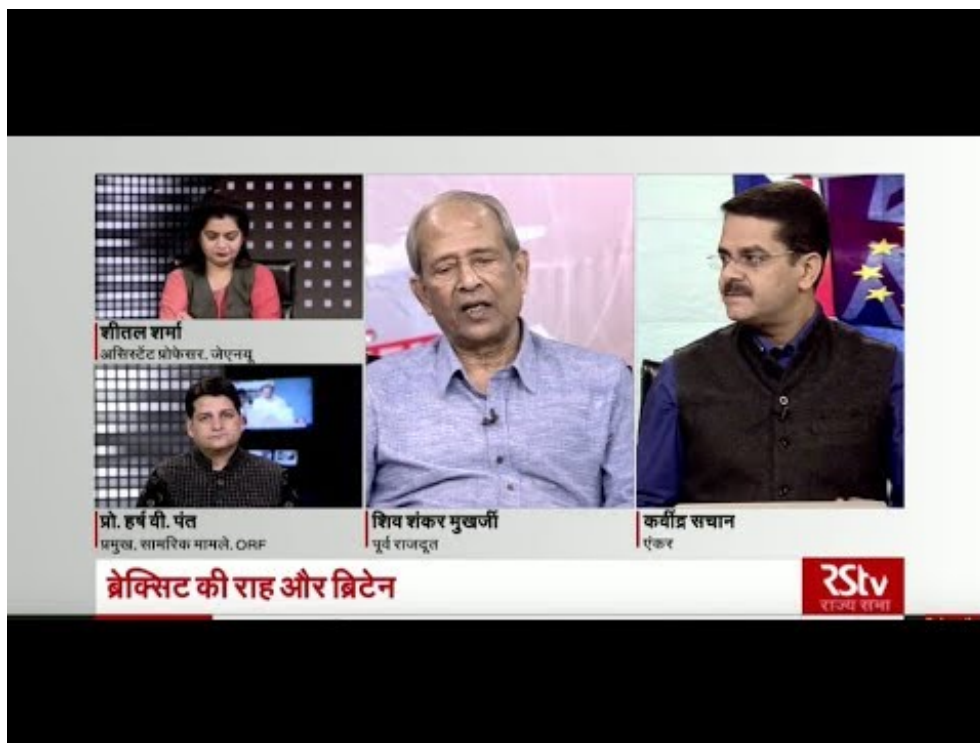 शीतल शर्मा
असिस्टेंट प्रोफेसर, जेएनयू
प्रो. हर्ष वी. पंत
प्रमुख, सामरिक मामले, ORF
शिव शंकर मुखर्जी
पूर्व राजदूत
कवींद्र सचान
एंकर
ब्रेक्सिट की राह और ब्रिटेन
RStv
राज्य सभा